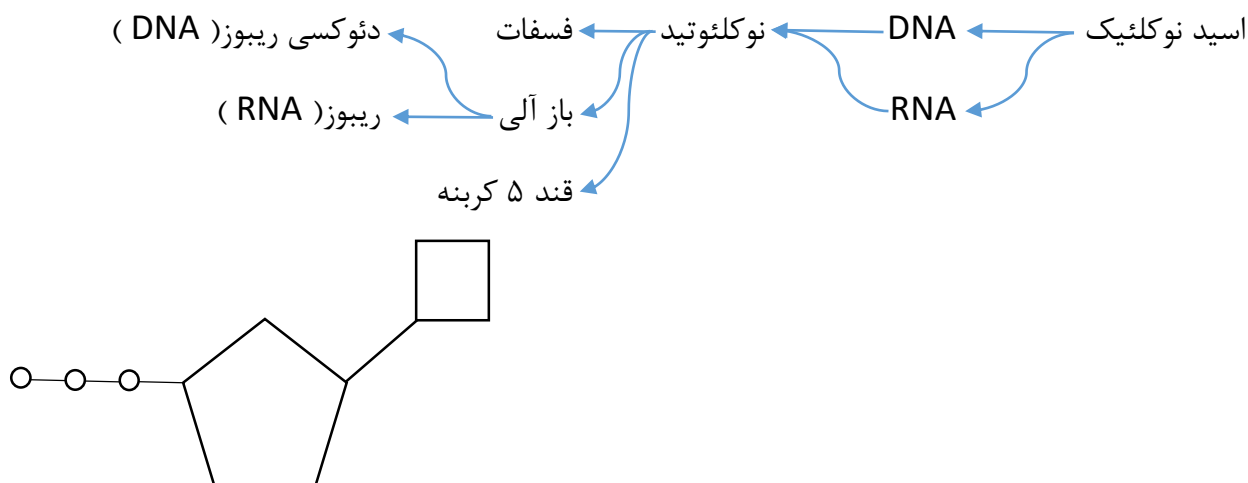 اسید نوکلئیک DNA نوکلئوتید فسفات دئوکسی ریبوز( DNA )
RNA باز آلی ریبوز( RNA )
قند ۵ کربنه